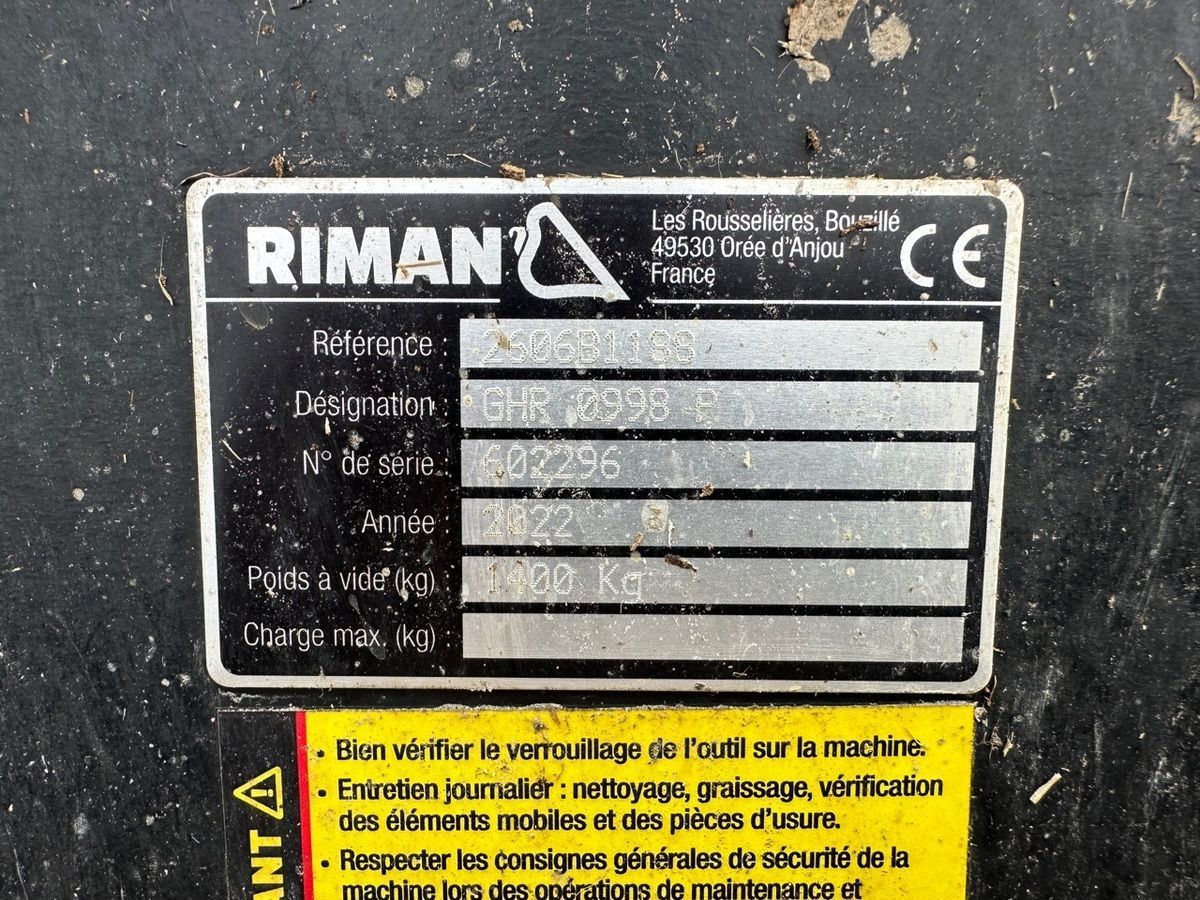 RIMAN
Les Rousselières, Bouzillé
49530 Orée d'Anjou
France
CE
Référence : 2606B1188
Désignation : GHR 0998 P
N° de série : 602296
Année : 2022
Poids à vide (kg) : 1400 Kg
Charge max. (kg) :
• Bien vérifier le verrouillage de l'outil sur la machine.
• Entretien journalier : nettoyage, graissage, vérification
des éléments mobiles et des pièces d'usure.
• Respecter les consignes générales de sécurité de la
machine lors des opérations de maintenance et
ANT